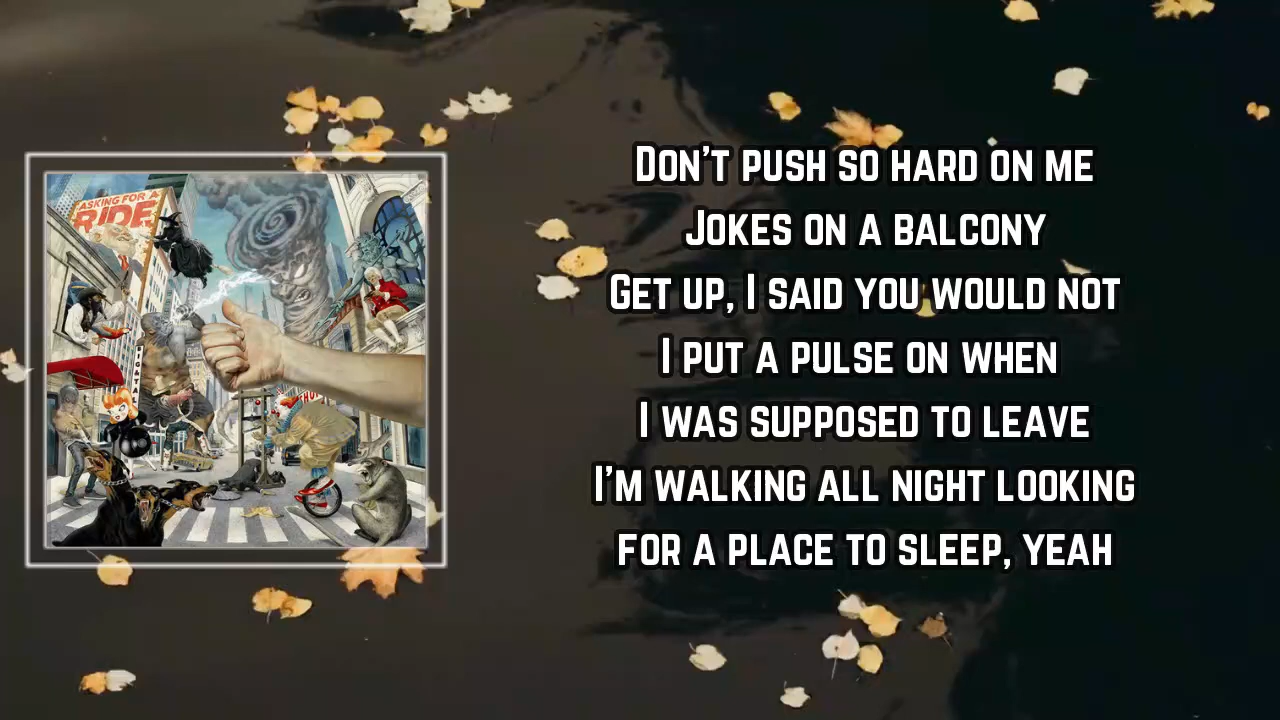 ASKING FOR A
RIDE
HOTEL
Don't push so hard on me
Jokes on a balcony
Get up, I said you would not
I put a pulse on when
I was supposed to leave
I'm walking all night looking
for a place to sleep, yeah